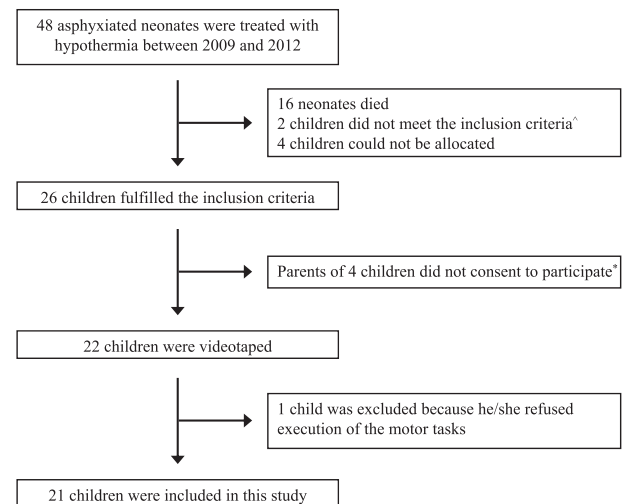 48 asphyxiated neonates were treated with
hypothermia between 2009 and 2012
16 neonates died
2 children did not meet the inclusion criteria^
4 children could not be allocated
26 children fulfilled the inclusion criteria
Parents of 4 children did not consent to participate*
22 children were videotaped
1 child was excluded because he/she refused
execution of the motor tasks
21 children were included in this study